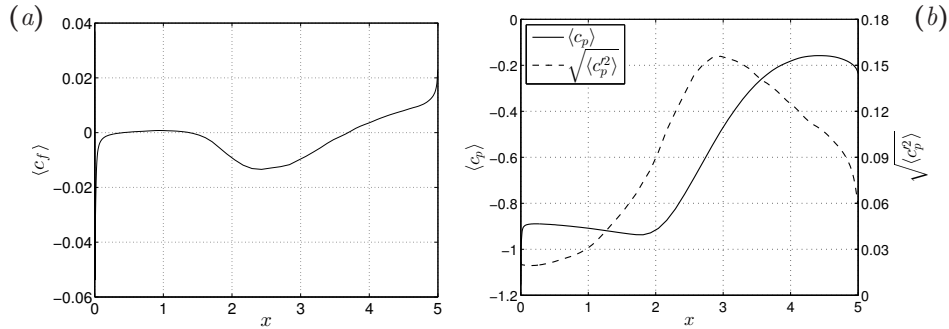 (a)
0.04
0.02
0
−0.02
−0.04
−0.06
⟨c_f⟩
0 1 2 3 4 5
x
(b)
⟨c_p⟩
√⟨c_p'^2⟩
−0
−0.2
−0.4
−0.6
−0.8
−1
−1.2
⟨c_p⟩
0.18
0.15
0.12
0.09
0.06
0.03
0
√⟨c_p'^2⟩
0 1 2 3 4 5
x